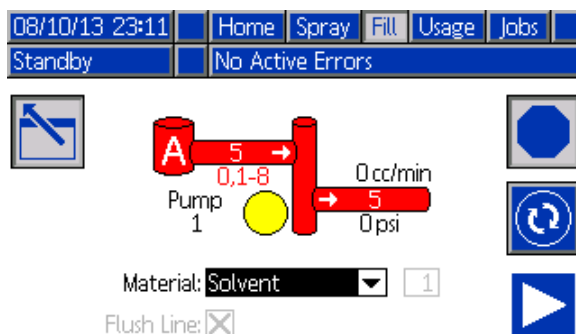 08/10/13 23:11 Home Spray Fill Usage Jobs
Standby No Active Errors
A 5
0,1-8
0 cc/min
Pump
1
5
0 psi
Material: Solvent 1
Flush Line: